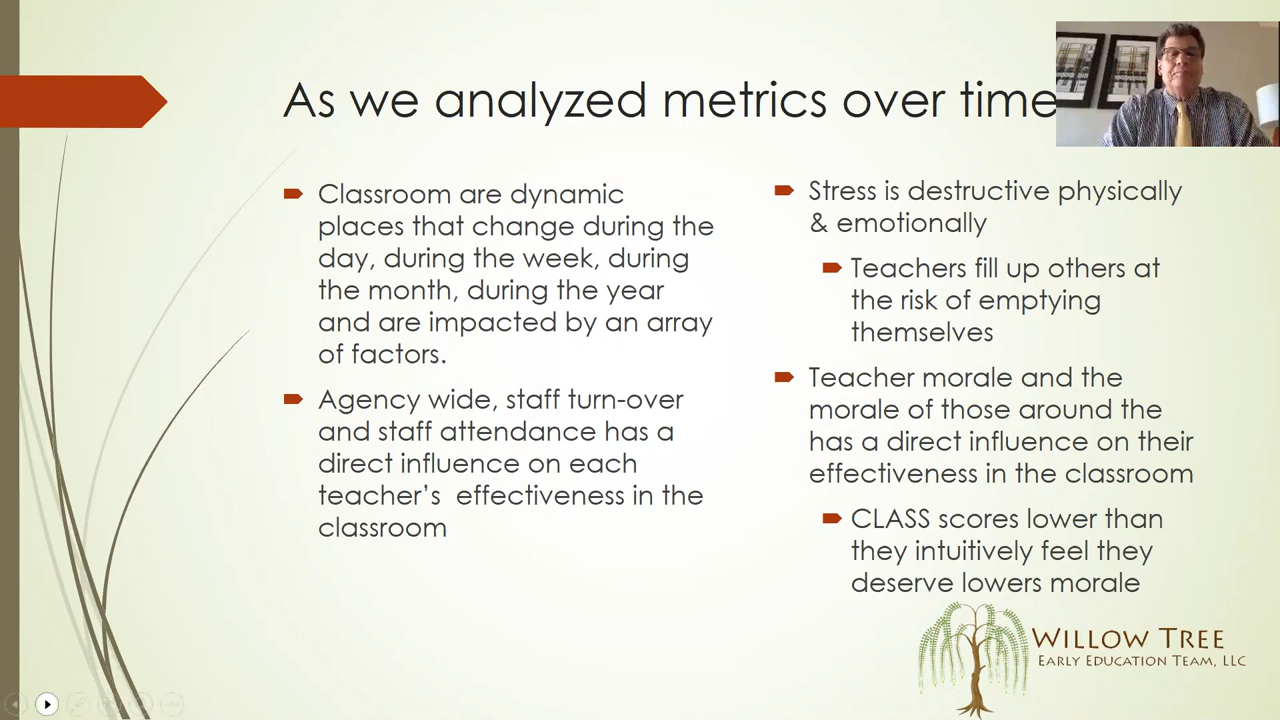 As we analyzed metrics over time
Classroom are dynamic
places that change during the
day, during the week, during
the month, during the year
and are impacted by an array
of factors.
Agency wide, staff turn-over
and staff attendance has a
direct influence on each
teacher’s  effectiveness in the
classroom
Stress is destructive physically
& emotionally
Teachers fill up others at
the risk of emptying
themselves
Teacher morale and the
morale of those around the
has a direct influence on their
effectiveness in the classroom
CLASS scores lower than
they intuitively feel they
deserve lowers morale
WILLOW TREE
EARLY EDUCATION TEAM, LLC